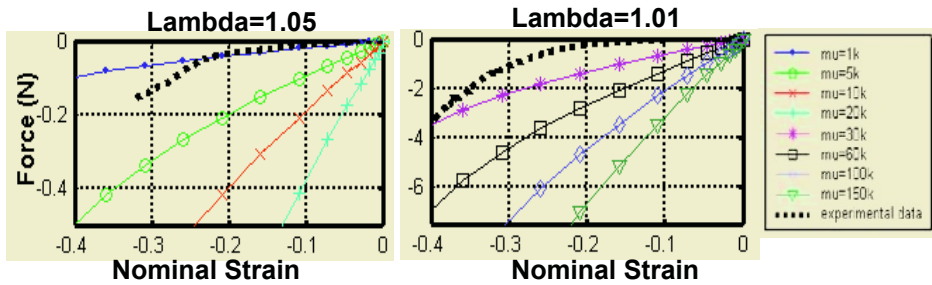 Lambda=1.05
Force (N)
0
-0.2
-0.4
-0.4 -0.3 -0.2 -0.1 0
Nominal Strain
Lambda=1.01
0
-2
-4
-6
-0.4 -0.3 -0.2 -0.1 0
Nominal Strain
mu=1k
mu=5k
mu=10k
mu=20k
mu=30k
mu=60k
mu=100k
mu=150k
expermental data